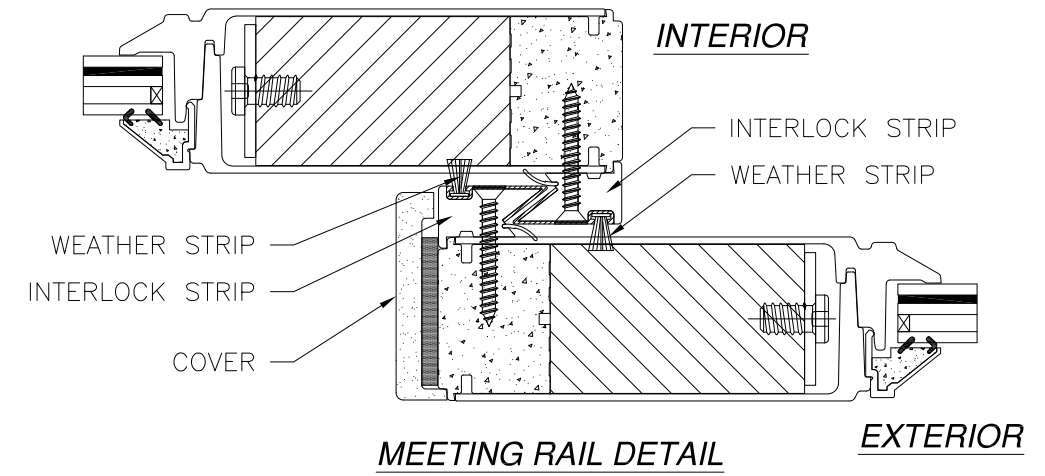 INTERIOR
INTERLOCK STRIP
WEATHER STRIP
WEATHER STRIP
INTERLOCK STRIP
COVER
EXTERIOR
MEETING RAIL DETAIL